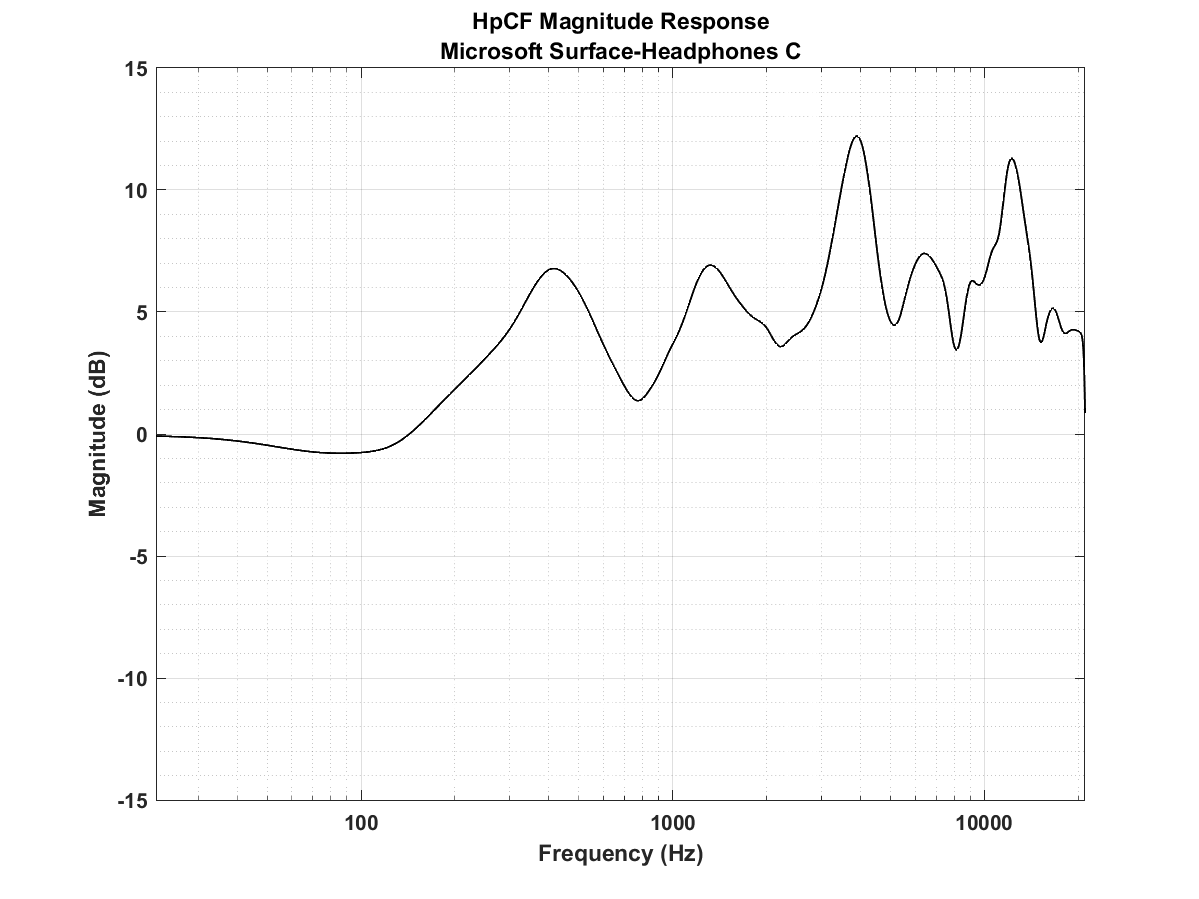 HpCF Magnitude Response
Microsoft Surface-Headphones C
15
10
5
0
-5
-10
-15
Magnitude (dB)
100
1000
10000
Frequency (Hz)